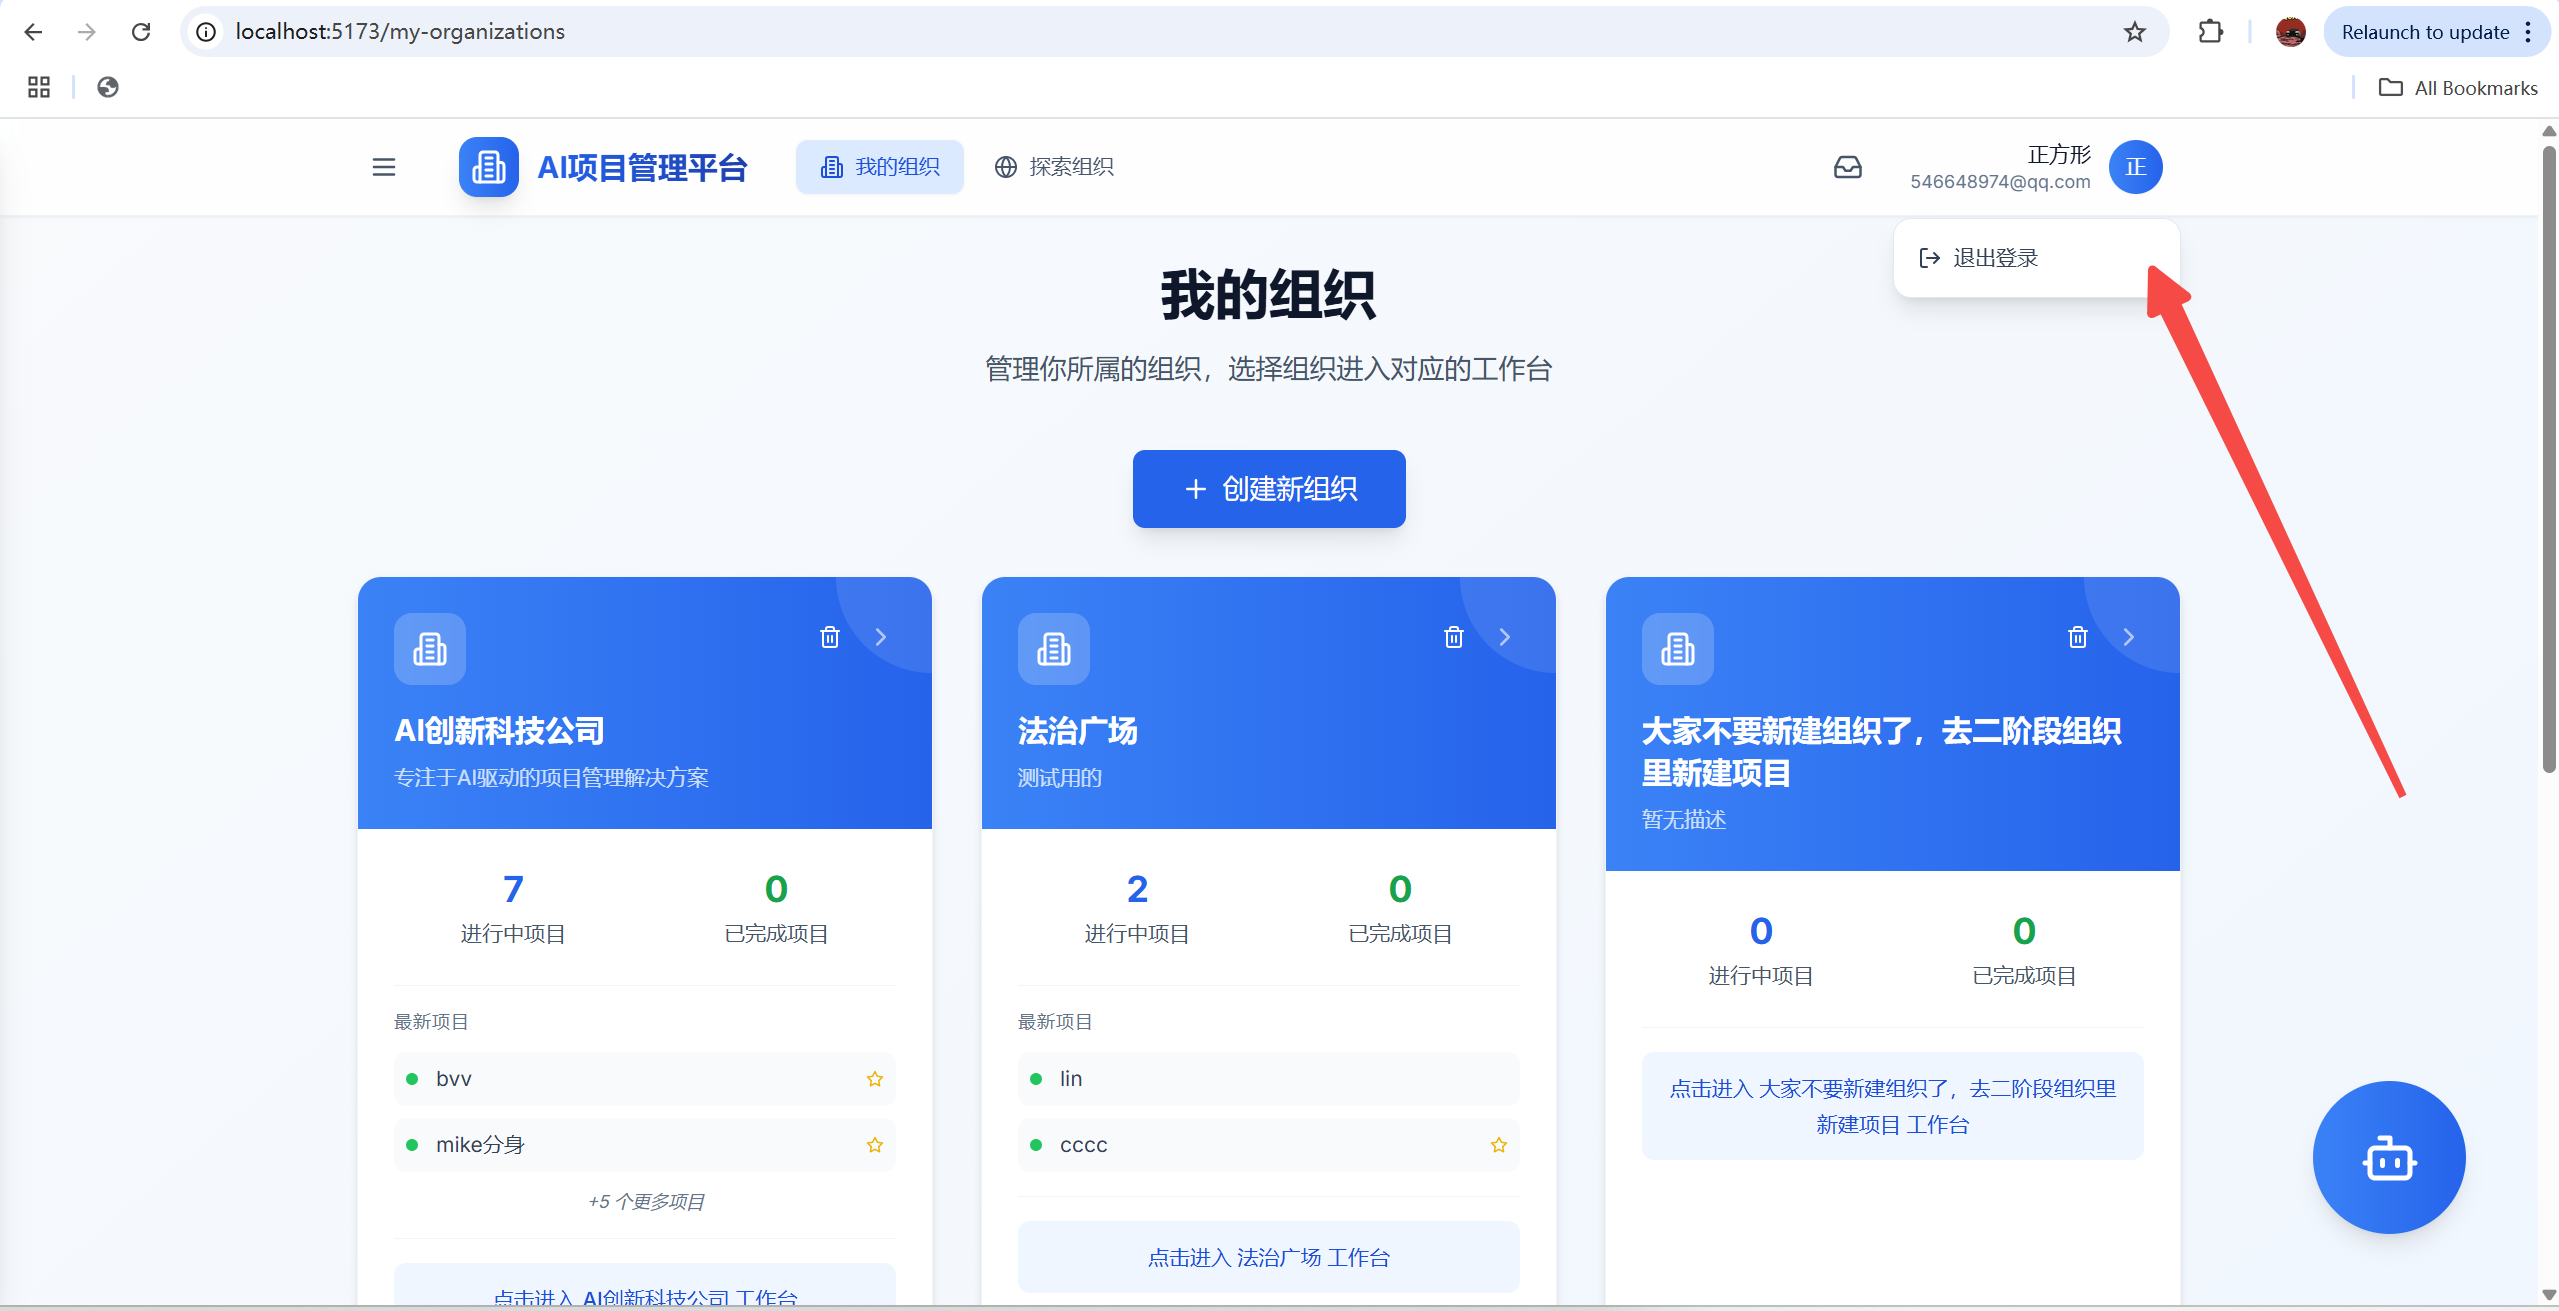 localhost:5173/my-organizations
Relaunch to update
All Bookmarks
AI项目管理平台
我的组织
探索组织
正方形
546648974@qq.com
正
退出登录
我的组织
管理你所属的组织，选择组织进入对应的工作台
创建新组织
AI创新科技公司
专注于AI驱动的项目管理解决方案
7
进行中项目
0
已完成项目
最新项目
bvv
mike分身
+5 个更多项目
点击进入 AI创新科技公司 工作台
法治广场
测试用的
2
进行中项目
0
已完成项目
最新项目
lin
cccc
点击进入 法治广场 工作台
大家不要新建组织了，去二阶段组织
里新建项目
暂无描述
0
进行中项目
0
已完成项目
点击进入 大家不要新建组织了，去二阶段组织里
新建项目 工作台